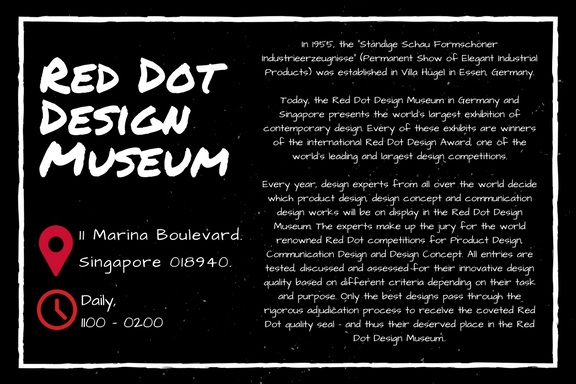 Red Dot
Design
Museum
11 Marina Boulevard.
Singapore 018940.
Daily,
1100 - 0200
In 1955, the "Ständige Schau Formschöner
Industrieerzeugnisse" (Permanent Show of Elegant Industrial
Products) was established in Villa Hügel in Essen, Germany.
Today, the Red Dot Design Museum in Germany and
Singapore presents the world's largest exhibition of
contemporary design. Every of these exhibits are winners
of the international Red Dot Design Award, one of the
world's leading and largest design competitions.
Every year, design experts from all over the world decide
which product design, design concept and communication
design works will be on display in the Red Dot Design
Museum. The experts make up the jury for the world
renowned Red Dot competitions for Product Design,
Communication Design and Design Concept. All entries are
tested, discussed and assessed for their innovative design
quality based on different criteria depending on their task
and purpose. Only the best designs pass through the
rigorous adjudication process to receive the coveted Red
Dot quality seal - and thus their deserved place in the Red
Dot Design Museum.